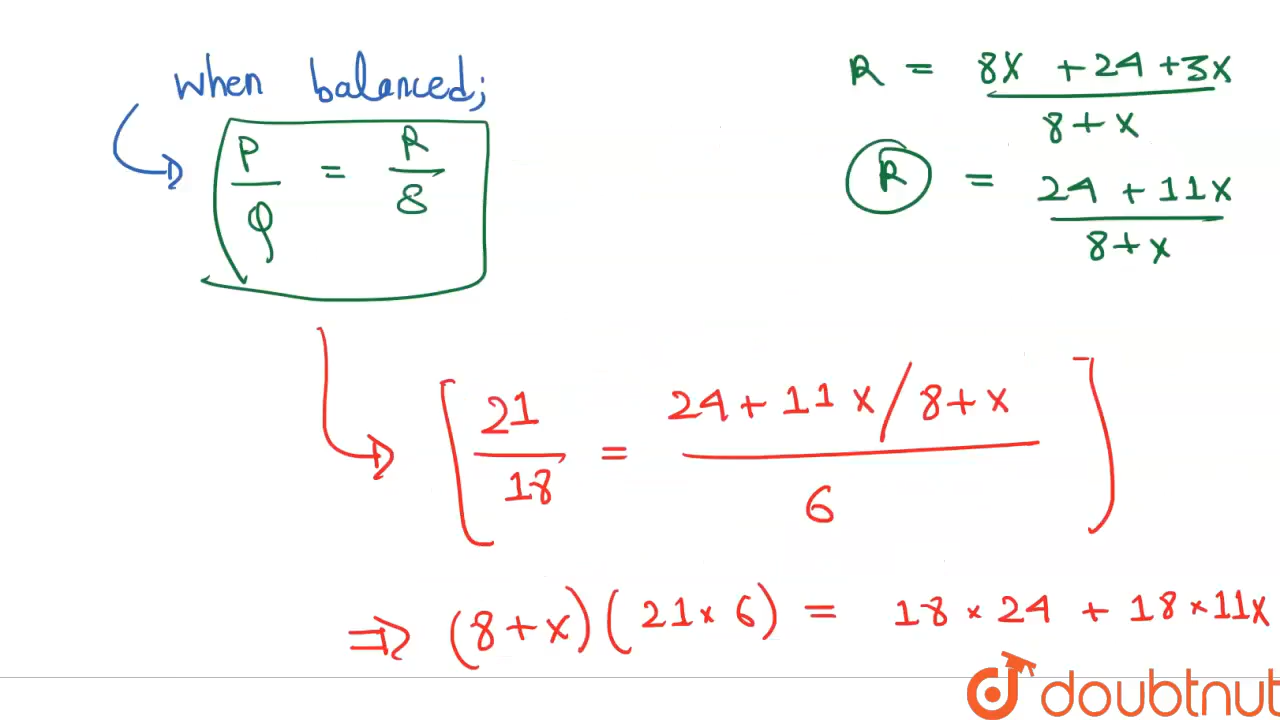 when balanced;
P/Q = R/8
R = 8x + 24 + 3x / 8 + x
R = 24 + 11x / 8 + x
[21/18 = 24 + 11x / 8 + x / 6]
⇒ (8 + x)(21 × 6) = 18 × 24 + 18 × 11x
doubtnut